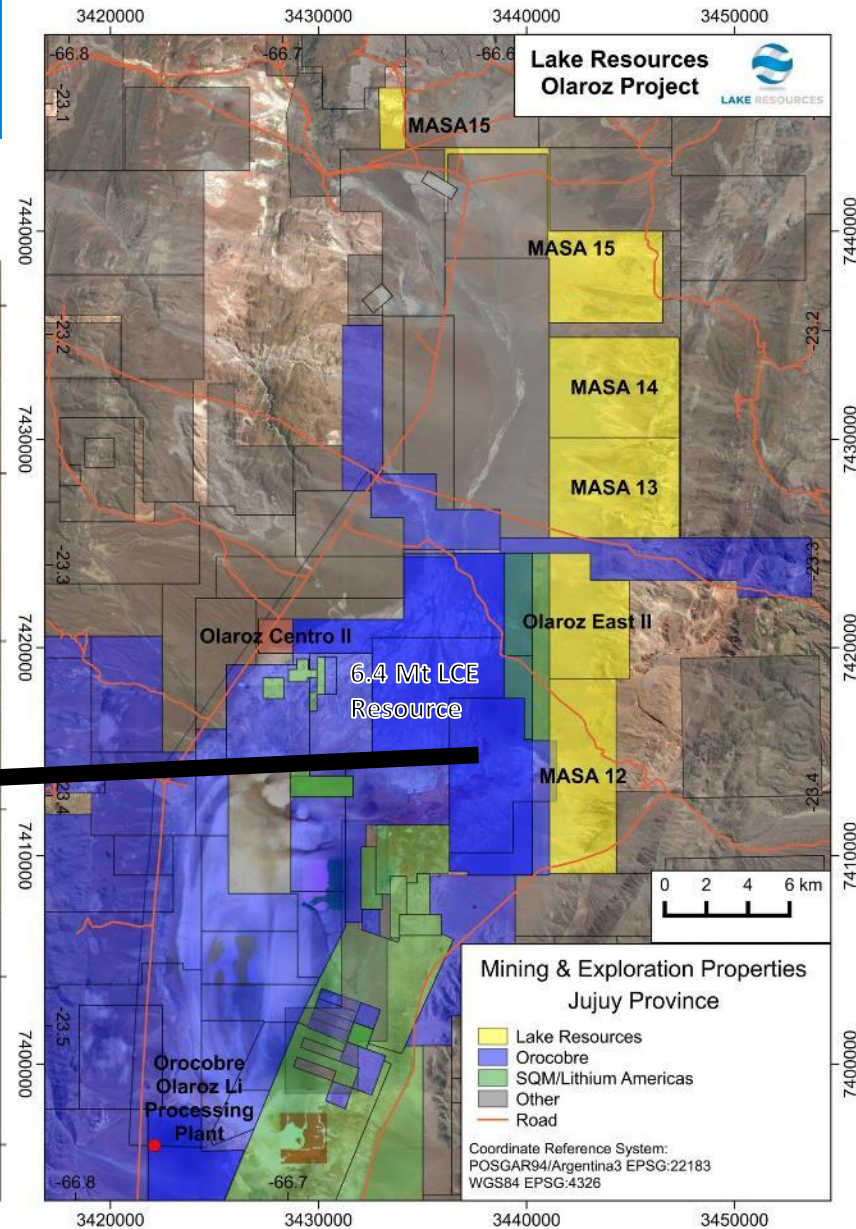 3420000
3430000
3440000
3450000
-66.8
-66.7
-66.6
Lake Resources
Olaroz Project
LAKE RESOURCES
-23.1
MASA15
7440000
7440000
MASA 15
-23.2
-23.2
MASA 14
7430000
7430000
MASA 13
-23.3
-23.3
Olaroz Centro II
Olaroz East II
7420000
7420000
6.4 Mt LCE
Resource
MASA 12
-23.4
-23.4
7410000
7410000
0 2 4 6 km
Mining & Exploration Properties
Jujuy Province
Lake Resources
Orocobre
SQM/Lithium Americas
Other
Road
Coordinate Reference System:
POSGAR94/Argentina3 EPSG:22183
WGS84 EPSG:4326
-23.5
7400000
7400000
Orocobre
Olaroz Li
Processing
Plant
-66.8
-66.7
3420000
3430000
3440000
3450000